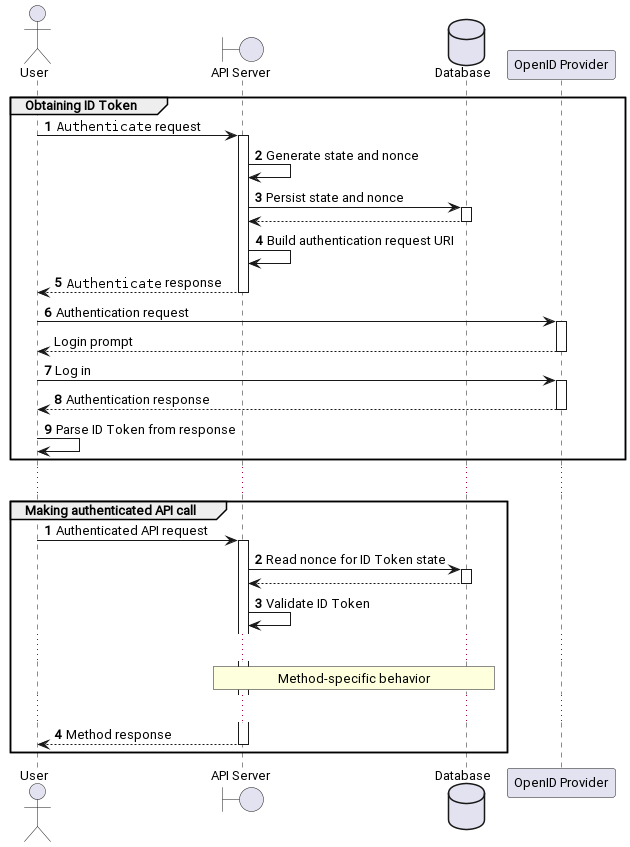 User
API Server
Database
OpenID Provider
Obtaining ID Token
1 Authenticate request
2 Generate state and nonce
3 Persist state and nonce
4 Build authentication request URI
5 Authenticate response
6 Authentication request
Login prompt
7 Log in
8 Authentication response
9 Parse ID Token from response
Making authenticated API call
1 Authenticated API request
2 Read nonce for ID Token state
3 Validate ID Token
Method-specific behavior
4 Method response
User
API Server
Database
OpenID Provider